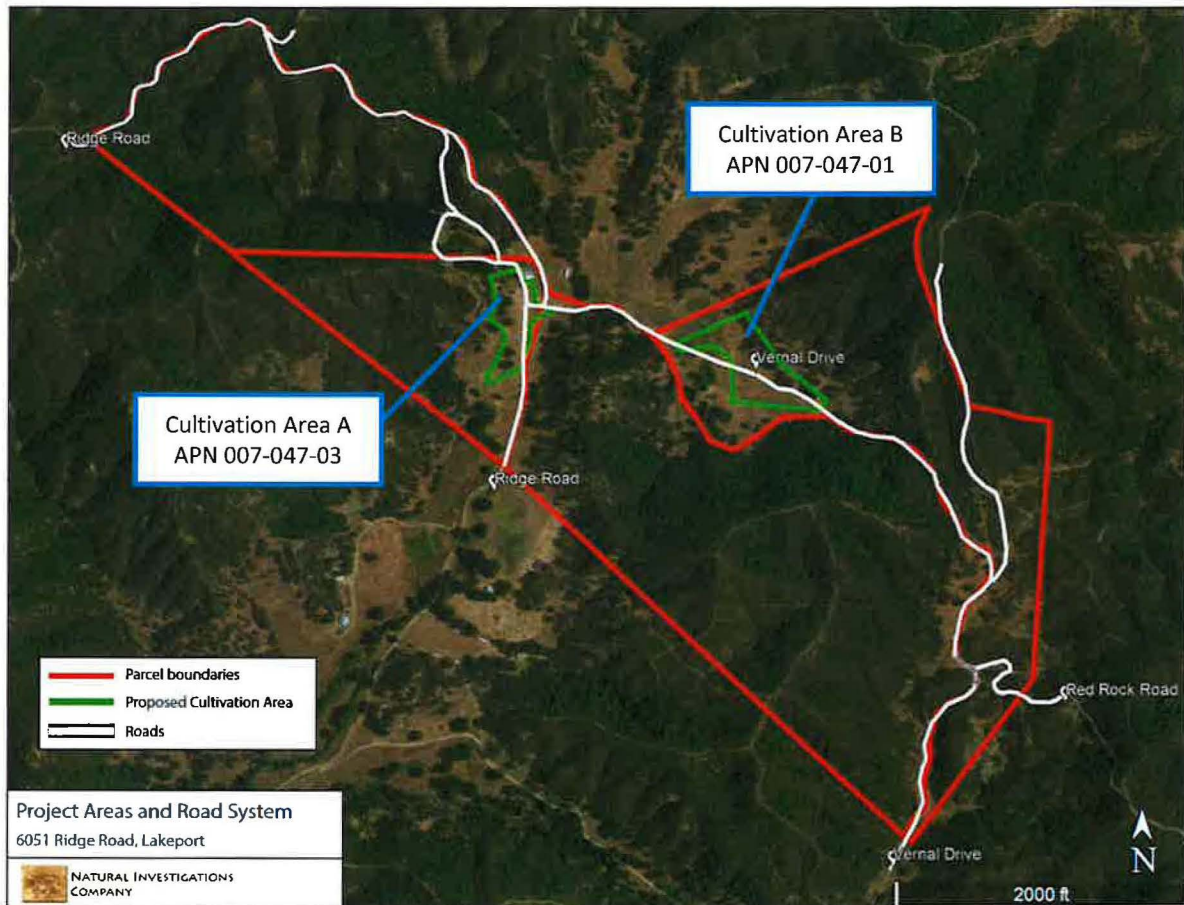 Ridge Road
Cultivation Area B
APN 007-047-01
Vernal Drive
Cultivation Area A
APN 007-047-03
Ridge Road
Parcel boundaries
Proposed Cultivation Area
Roads
Red Rock Road
Project Areas and Road System
6051 Ridge Road, Lakeport
NATURAL INVESTIGATIONS
COMPANY
Vernal Drive
N
2000 ft